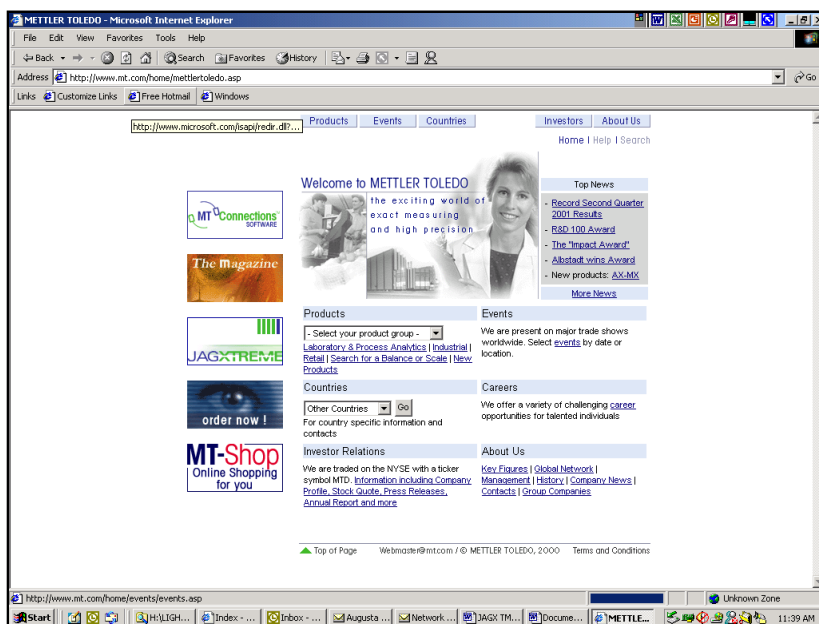 METTLER TOLEDO - Microsoft Internet Explorer
File Edit View Favorites Tools Help
Back Search Favorites History
Address http://www.mt.com/home/mettlertoledo.asp Go
Links Customize Links Free Hotmail Windows
http://www.microsoft.com/isapi/redir.dll?...
Products Events Countries Investors About Us
Home | Help | Search
Welcome to METTLER TOLEDO
the exciting world of
exact measuring
and high precision
Top News
- Record Second Quarter
2001 Results
- R&D 100 Award
- The "Impact Award"
- Albstadt wins Award
- New products: AX-MX
More News
MT Connections
SOFTWARE
The Magazine
JAGXTREME
order now !
MT-Shop
Online Shopping
for you
Products
- Select your product group -
Laboratory & Process Analytics | Industrial |
Retail | Search for a Balance or Scale | New
Products
Events
We are present on major trade shows
worldwide. Select events by date or
location.
Countries
Other Countries Go
For country specific information and
contacts
Careers
We offer a variety of challenging career
opportunities for talented individuals
Investor Relations
We are traded on the NYSE with a ticker
symbol MTD. Information including Company
Profile, Stock Quote, Press Releases,
Annual Report and more
About Us
Key Figures | Global Network |
Management | History | Company News |
Contacts | Group Companies
Top of Page Webmaster@mt.com / © METTLER TOLEDO, 2000 Terms and Conditions
http://www.mt.com/home/events/events.asp Unknown Zone
Start H:\LIGH... Index - ... Inbox - ... Augusta ... Network ... JAGX TM... Docume... METTLE... 11:39 AM